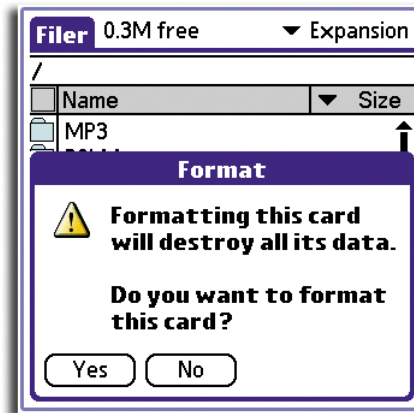 Filer 0.3M free Expansion
/
Name Size
MP3
Format
Formatting this card
will destroy all its data.
Do you want to format
this card?
Yes No